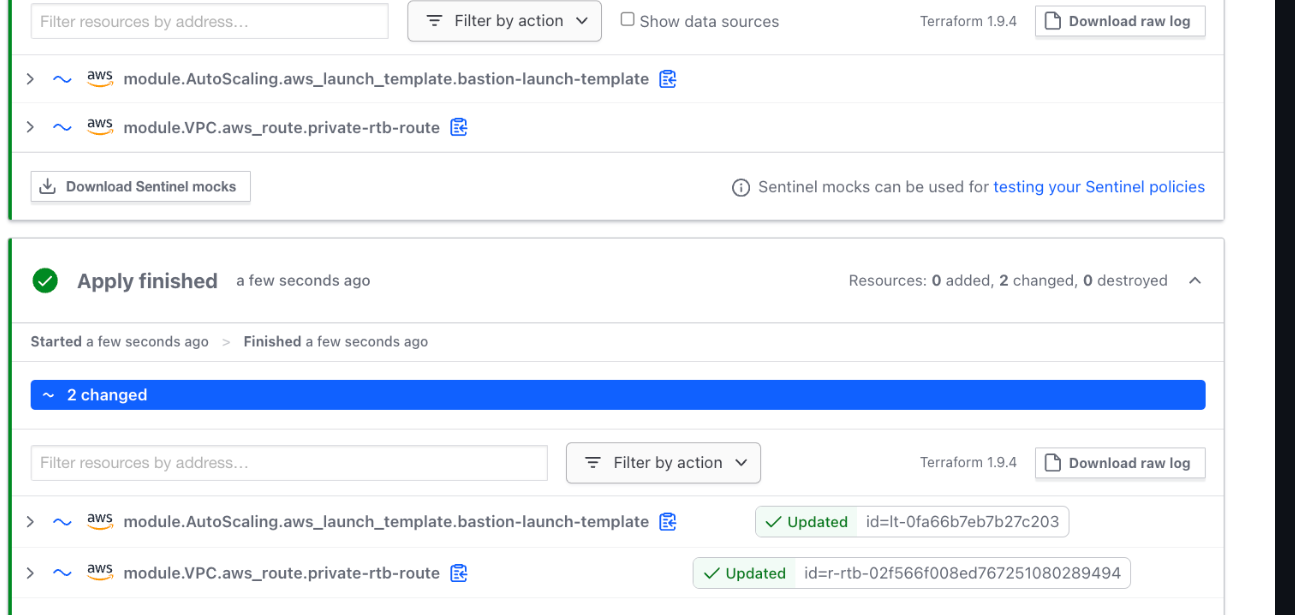 Filter resources by address… Filter by action Show data sources Terraform 1.9.4 Download raw log
aws module.AutoScaling.aws_launch_template.bastion-launch-template
aws module.VPC.aws_route.private-rtb-route
Download Sentinel mocks Sentinel mocks can be used for testing your Sentinel policies
Apply finished a few seconds ago Resources: 0 added, 2 changed, 0 destroyed
Started a few seconds ago > Finished a few seconds ago
~ 2 changed
Filter resources by address… Filter by action Terraform 1.9.4 Download raw log
aws module.AutoScaling.aws_launch_template.bastion-launch-template Updated id=lt-0fa66b7eb7b27c203
aws module.VPC.aws_route.private-rtb-route Updated id=r-rtb-02f566f008ed767251080289494